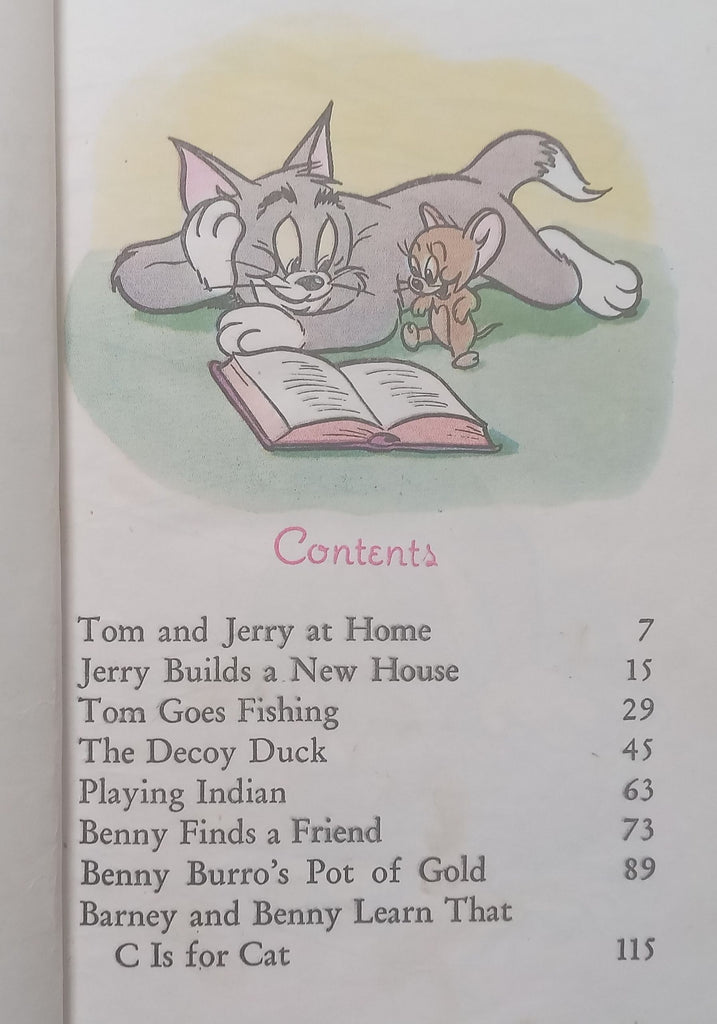 Contents
Tom and Jerry at Home 7
Jerry Builds a New House 15
Tom Goes Fishing 29
The Decoy Duck 45
Playing Indian 63
Benny Finds a Friend 73
Benny Burro's Pot of Gold 89
Barney and Benny Learn That
C Is for Cat 115